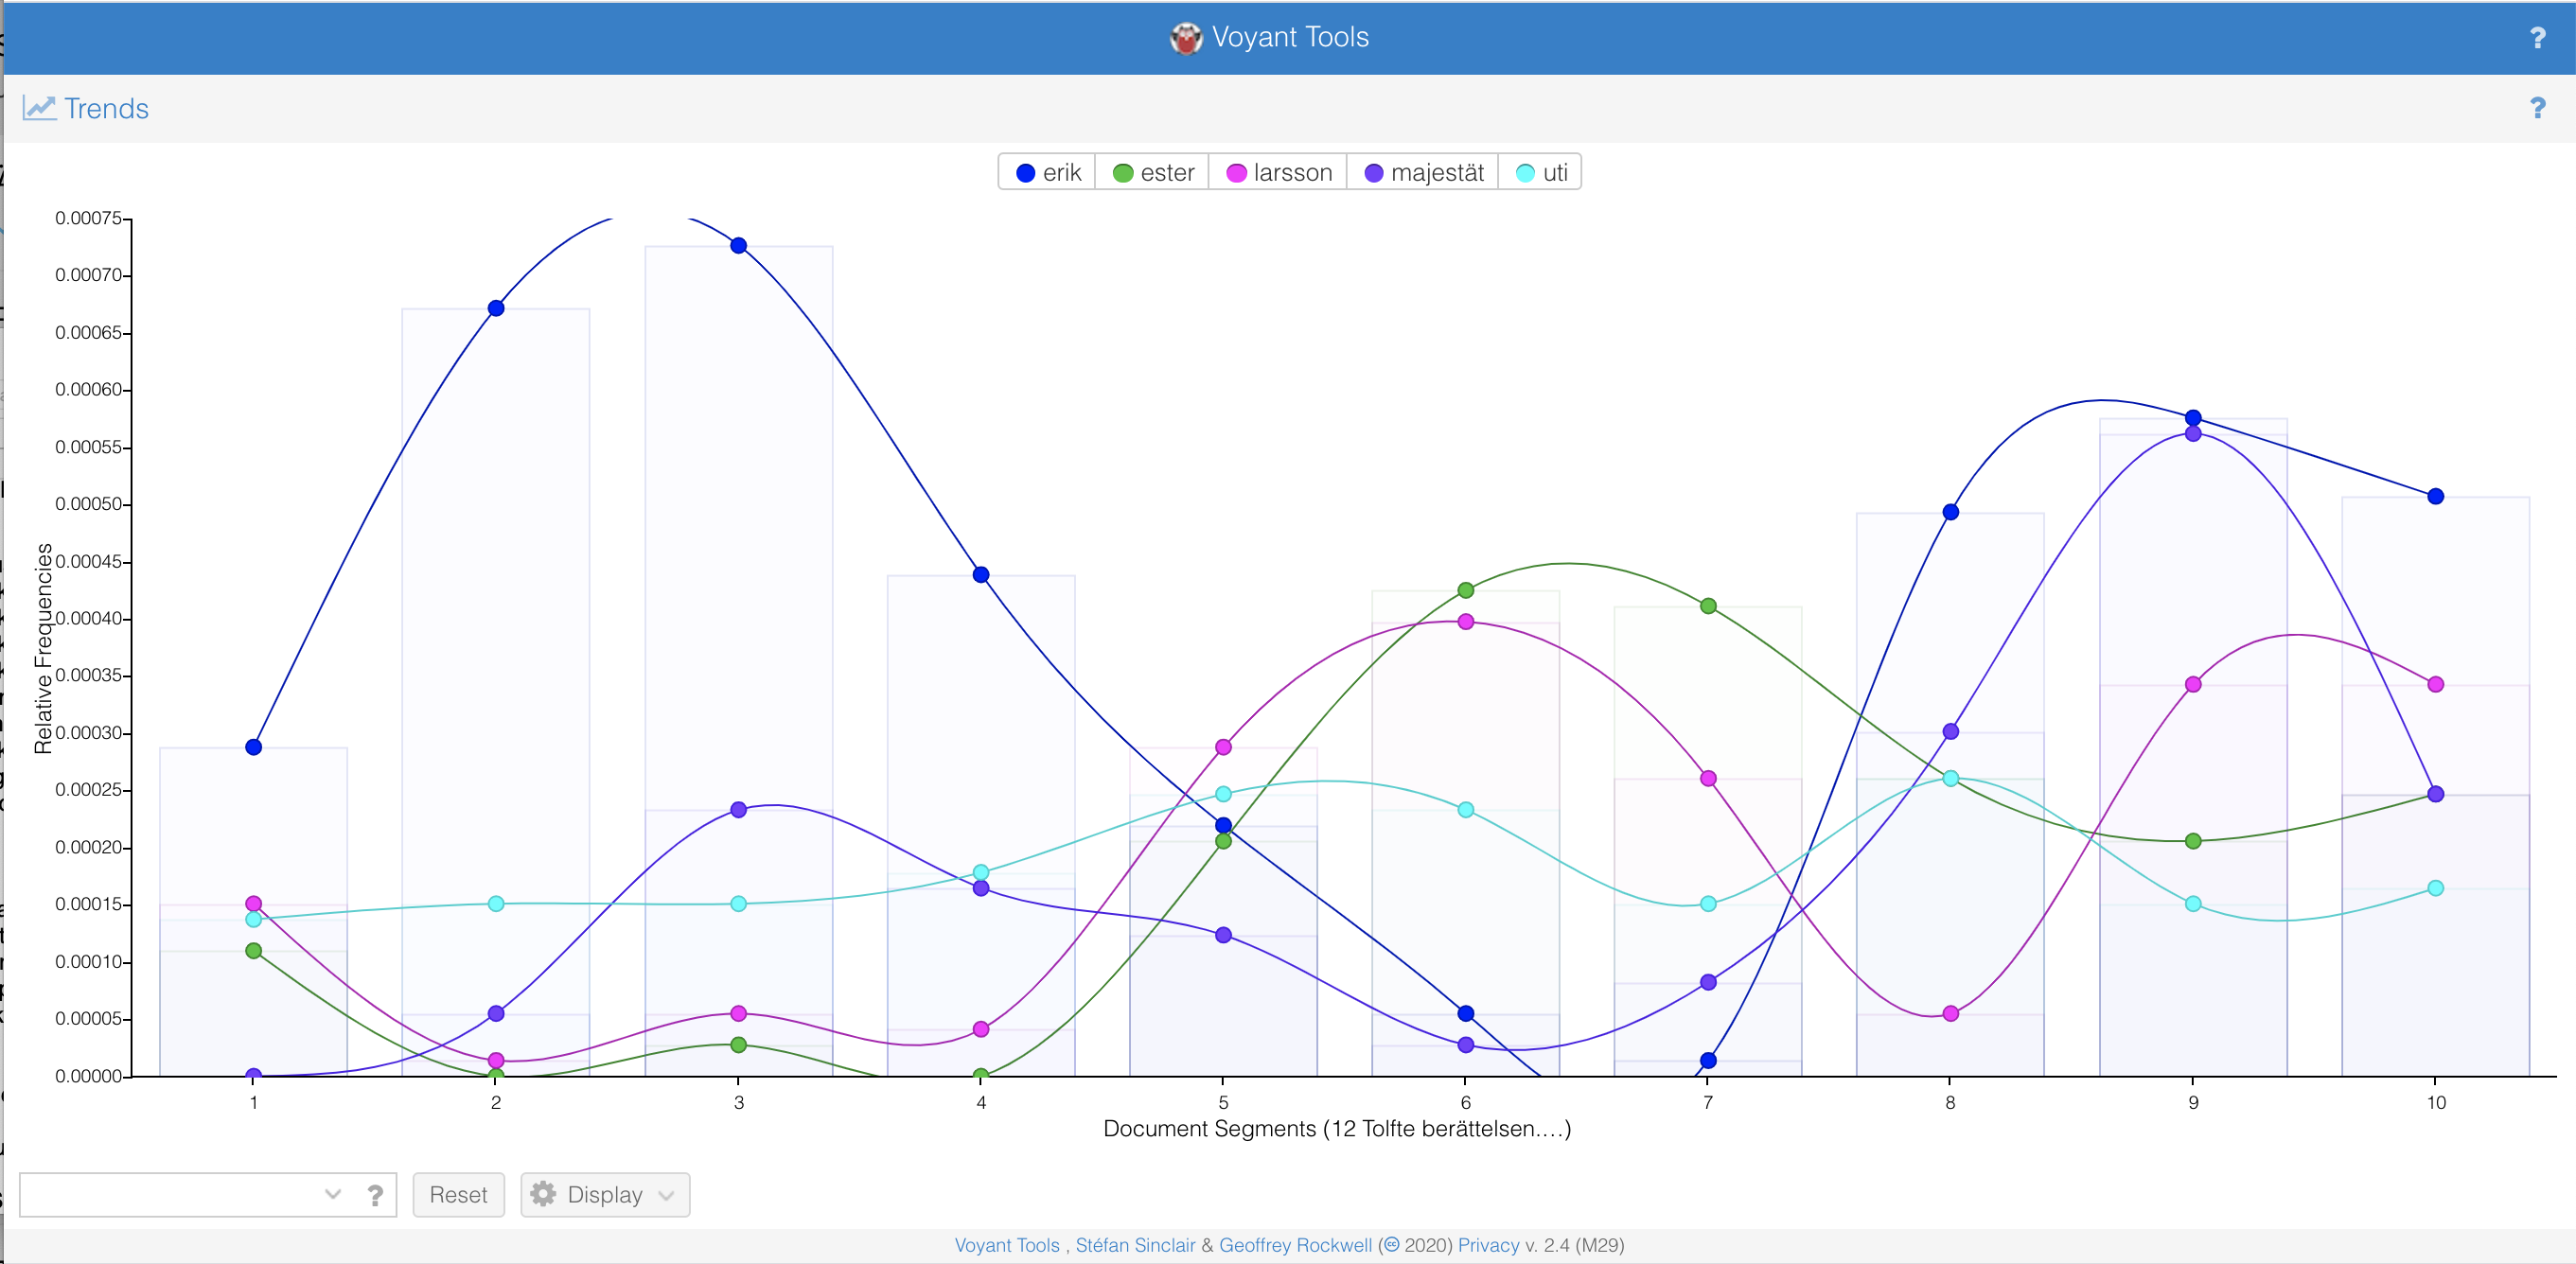 Voyant Tools ?
Trends ?
erik ester larsson majestät uti
0.00075
0.00070
0.00065
0.00060
0.00055
0.00050
0.00045
0.00040
0.00035
0.00030
0.00025
0.00020
0.00015
0.00010
0.00005
0.00000
Relative Frequencies
1 2 3 4 5 6 7 8 9 10
Document Segments (12 Tolfte berättelsen....)
? Reset Display
Voyant Tools , Stéfan Sinclair & Geoffrey Rockwell (cc 2020) Privacy v. 2.4 (M29)